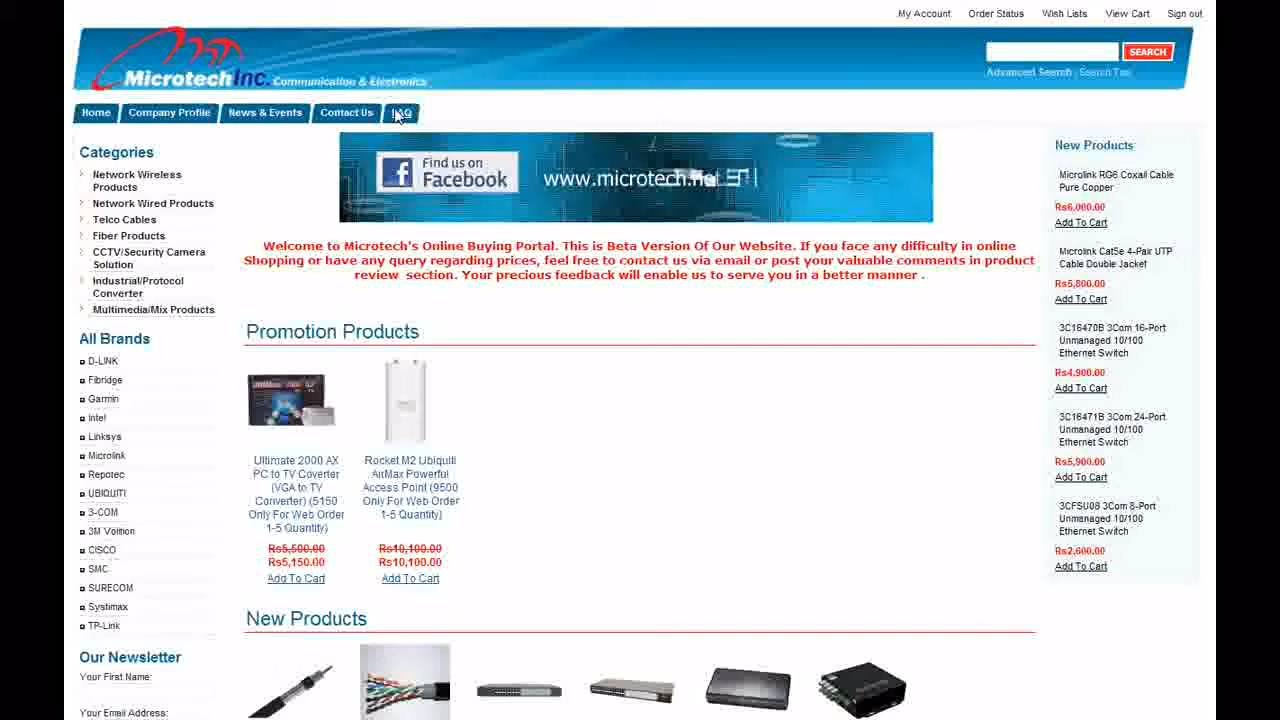 My Account Order Status Wish Lists View Cart Sign out
Microtech Inc. Communication & Electronics
SEARCH
Advanced Search
Home Company Profile News & Events Contact Us
Categories
Network Wireless
Products
Network Wired Products
Telco Cables
Fiber Products
CCTV/Security Camera
Solution
Industrial/Protocol
Converter
Multimedia/Mix Products
All Brands
D-LINK
Fibridge
Garmin
Intel
Linksys
Microlink
Repotec
UBIQUITI
3-COM
3M Volition
CISCO
SMC
SURECOM
Systimax
TP-Link
Our Newsletter
Your First Name:
Your Email Address:
Find us on
Facebook
www.microtech.net
Welcome to Microtech's Online Buying Portal. This is Beta Version Of Our Website. If you face any difficulty in online
Shopping or have any query regarding prices, feel free to contact us via email or post your valuable comments in product
review section. Your precious feedback will enable us to serve you in a better manner .
Promotion Products
Ultimate 2000 AX
PC to TV Coverter
(VGA to TV
Converter) (5150
Only For Web Order
1-5 Quantity)
Rs5,500.00
Rs5,150.00
Add To Cart
Rocket M2 Ubiquiti
AirMax Powerful
Access Point (9500
Only For Web Order
1-5 Quantity)
Rs10,100.00
Rs10,100.00
Add To Cart
New Products
New Products
Microlink RG6 Coxail Cable
Pure Copper
Rs6,000.00
Add To Cart
Microlink Cat5e 4-Pair UTP
Cable Double Jacket
Rs5,800.00
Add To Cart
3C16470B 3Com 16-Port
Unmanaged 10/100
Ethernet Switch
Rs4,900.00
Add To Cart
3C16471B 3Com 24-Port
Unmanaged 10/100
Ethernet Switch
Rs5,900.00
Add To Cart
3CFSU08 3Com 8-Port
Unmanaged 10/100
Ethernet Switch
Rs2,600.00
Add To Cart